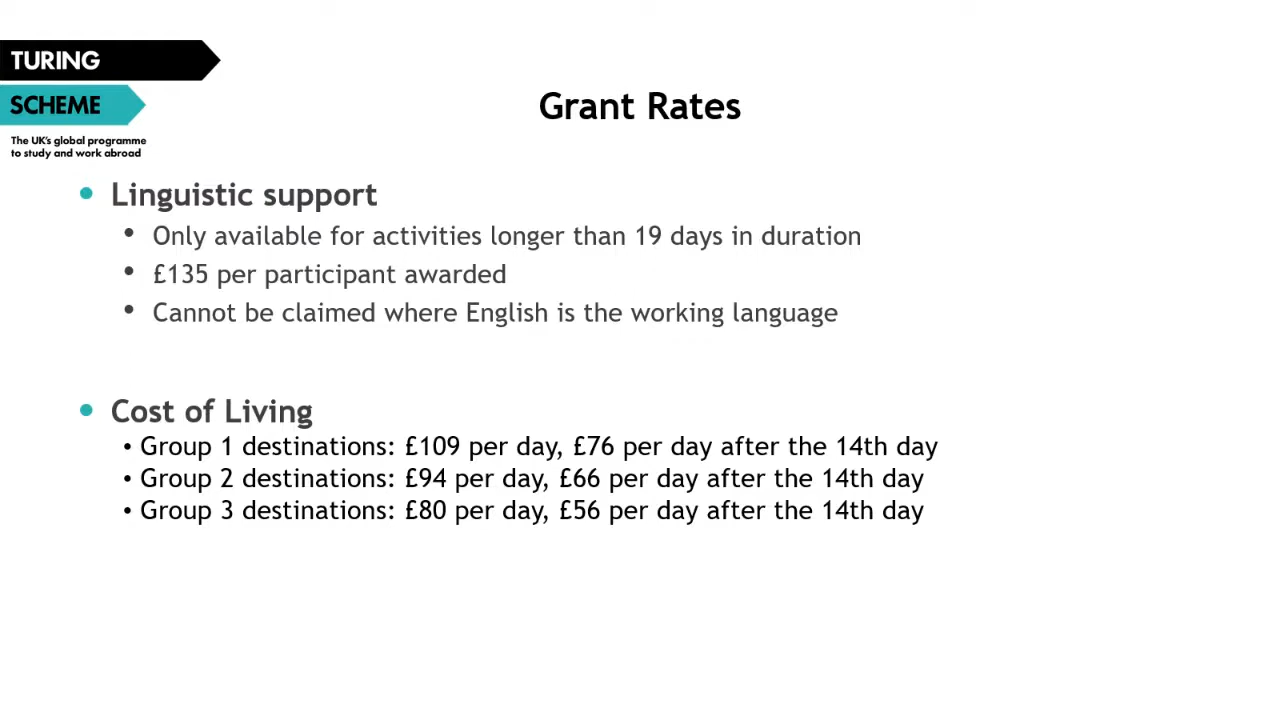 TURING
SCHEME
The UK's global programme
to study and work abroad
Grant Rates
• Linguistic support
• Only available for activities longer than 19 days in duration
• £135 per participant awarded
• Cannot be claimed where English is the working language
• Cost of Living
• Group 1 destinations: £109 per day, £76 per day after the 14th day
• Group 2 destinations: £94 per day, £66 per day after the 14th day
• Group 3 destinations: £80 per day, £56 per day after the 14th day